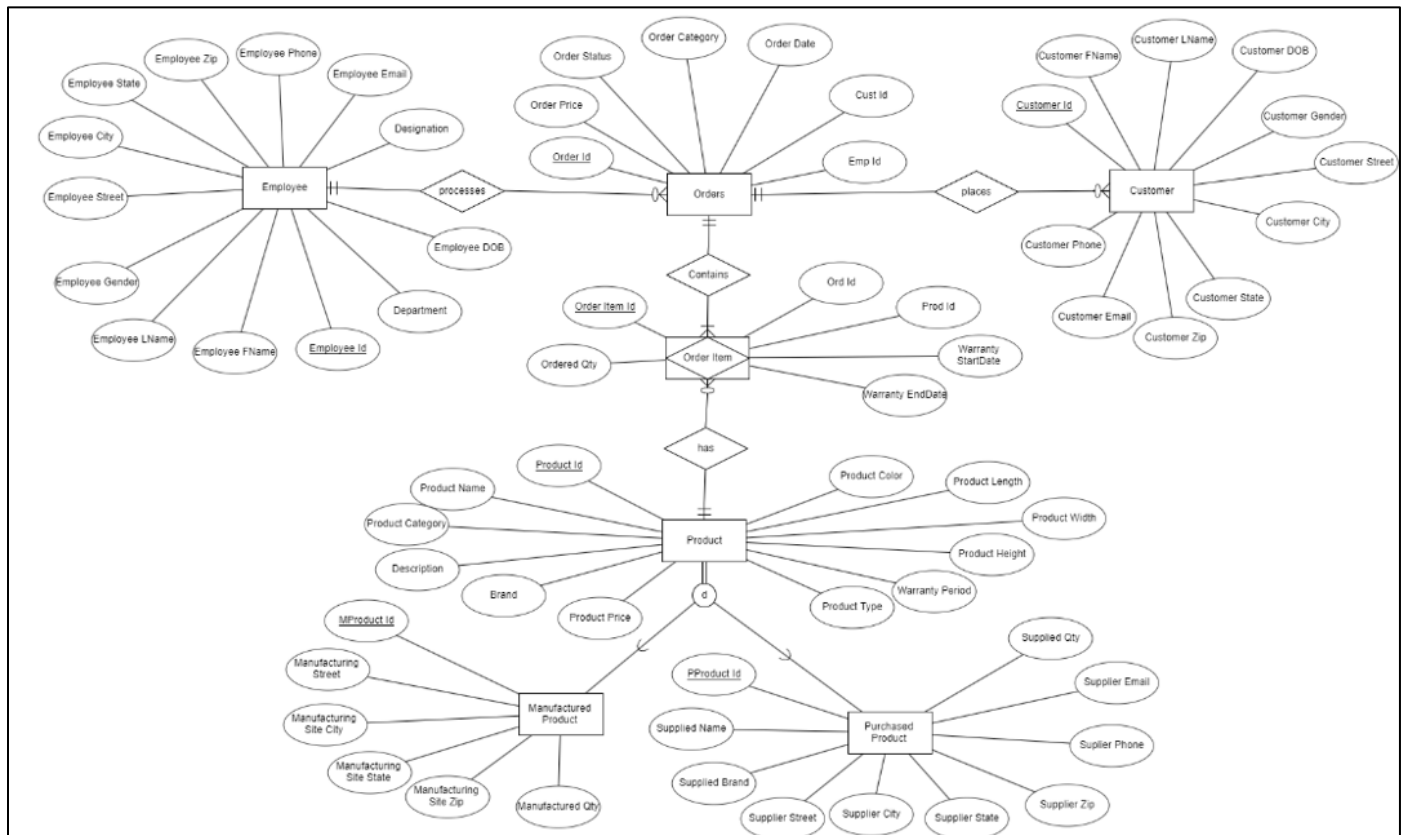 Employee Zip
Employee Phone
Employee State
Employee Email
Employee City
Designation
Employee
Employee Street
Employee DOB
Employee Gender
Department
Employee LName
Employee FName
Employee Id
processes
Order Category
Order Date
Order Status
Order Price
Cust Id
Order Id
Emp Id
Orders
places
Customer LName
Customer FName
Customer DOB
Customer Id
Customer Gender
Customer Street
Customer
Customer City
Customer Phone
Customer State
Customer Email
Customer Zip
Contains
Order Item Id
Ord Id
Prod Id
Ordered Qty
Order Item
Warranty
StartDate
Warranty EndDate
has
Product Id
Product Color
Product Length
Product Name
Product Width
Product Category
Product
Product Height
Description
Warranty Period
Brand
Product Type
Product Price
d
MProduct Id
Manufacturing
Street
Manufacturing
Site City
Manufactured
Product
Manufacturing
Site State
Manufacturing
Site Zip
Manufactured Qty
Supplied Qty
PProduct Id
Supplier Email
Supplied Name
Purchased
Product
Suplier Phone
Supplied Brand
Supplier Zip
Supplier Street
Supplier City
Supplier State